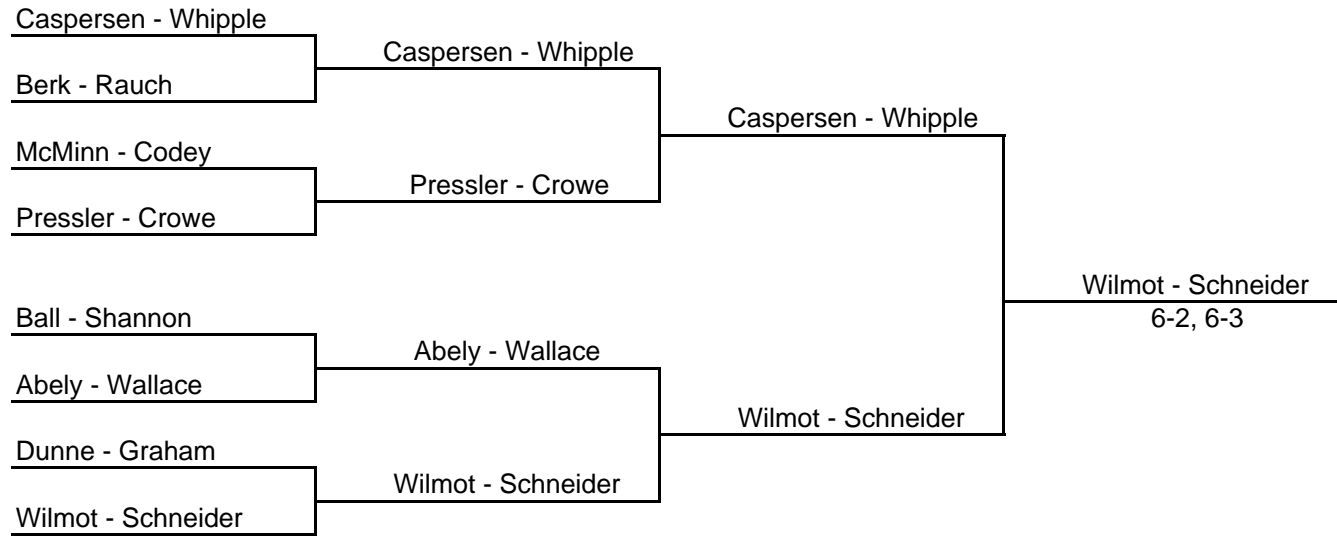 Caspersen - Whipple
Caspersen - Whipple
Berk - Rauch
Caspersen - Whipple
McMinn - Codey
Pressler - Crowe
Pressler - Crowe
Wilmot - Schneider
6-2, 6-3
Ball - Shannon
Abely - Wallace
Abely - Wallace
Wilmot - Schneider
Dunne - Graham
Wilmot - Schneider
Wilmot - Schneider